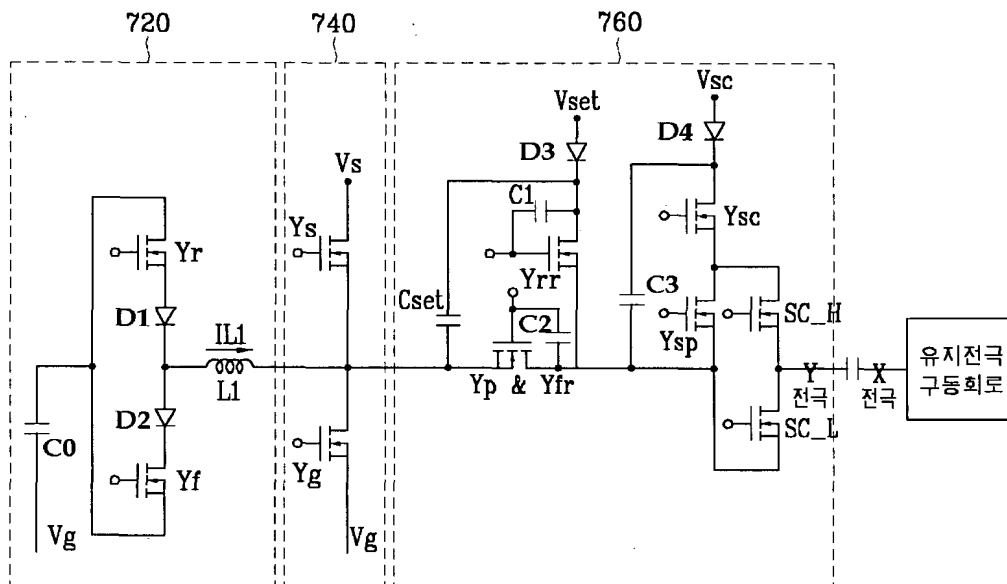 720
740
760
Vset
Vsc
D3
D4
Vs
C1
Ys
Ysc
Yr
Yrr
Cset
C3
D1
C2
SC_H
IL1
Ysp
유지전극
구동회로
L1
Yp & Yfr
Y
전극
X
전극
D2
SC_L
C0
Yf
Yg
Vg
Vg